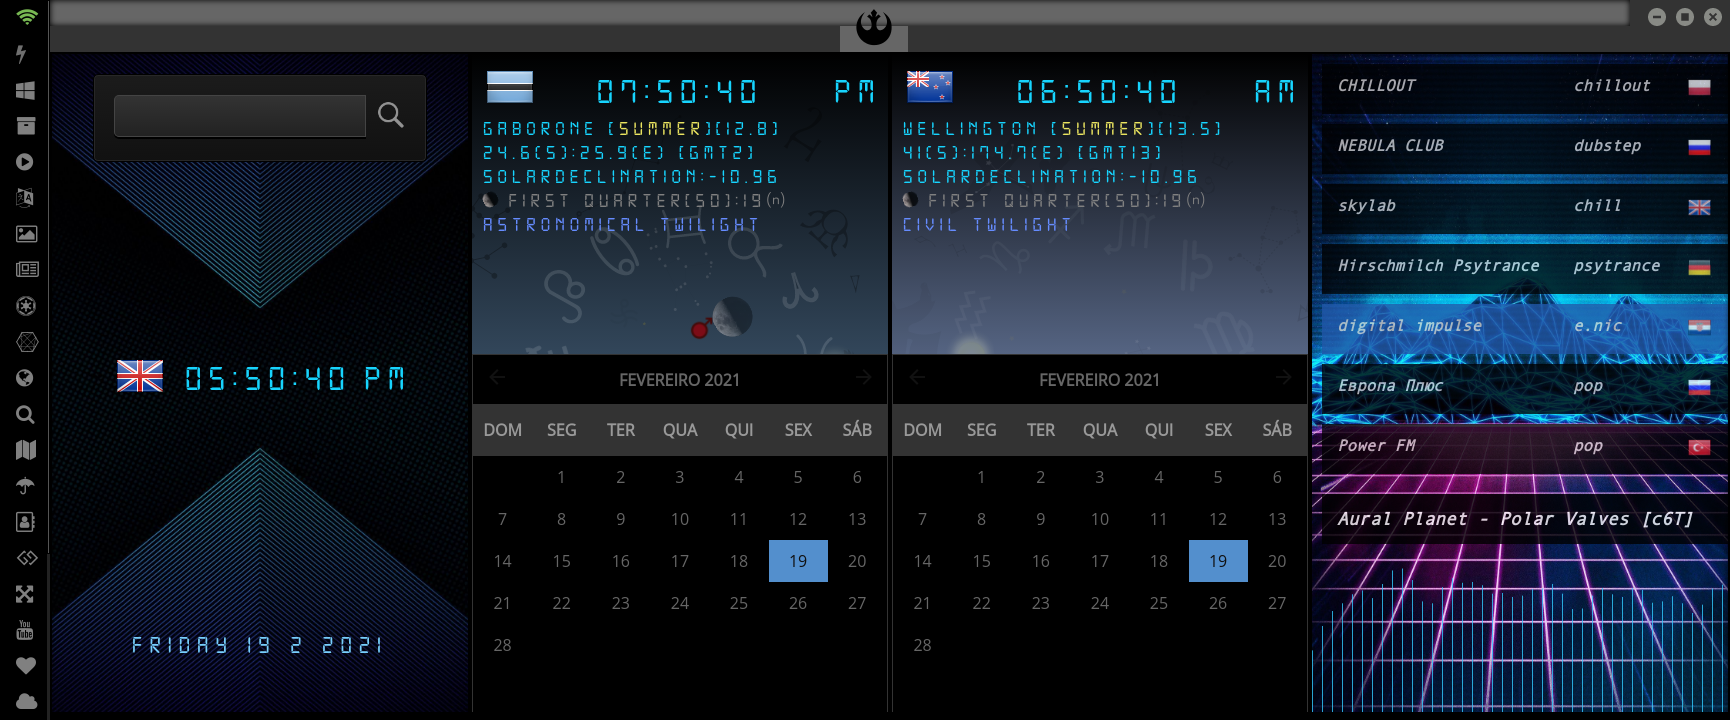 07:50:40 PM
GABORONE [SUMMER](12.8)
24.6(S):25.9(E) [GMT2]
SOLARDECLINATION:-10.96
FIRST QUARTER(50):19(n)
ASTRONOMICAL TWILIGHT
06:50:40 AM
WELLINGTON [SUMMER](13.5)
41(S):174.7(E) [GMT13]
SOLARDECLINATION:-10.96
FIRST QUARTER(50):19(n)
CIVIL TWILIGHT
05:50:40 PM
FRIDAY 19 2 2021
FEVEREIRO 2021
DOM SEG TER QUA QUI SEX SÁB
1 2 3 4 5 6
7 8 9 10 11 12 13
14 15 16 17 18 19 20
21 22 23 24 25 26 27
28
FEVEREIRO 2021
DOM SEG TER QUA QUI SEX SÁB
1 2 3 4 5 6
7 8 9 10 11 12 13
14 15 16 17 18 19 20
21 22 23 24 25 26 27
28
CHILLOUT chillout
NEBULA CLUB dubstep
skylab chill
Hirschmilch Psytrance psytrance
digital impulse e.nic
Европа Плюс pop
Power FM pop
Aural Planet - Polar Valves [c6T]
You
Tube